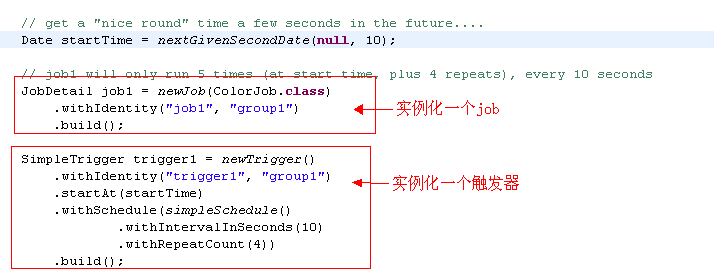 // get a "nice round" time a few seconds in the future....
Date startTime = nextGivenSecondDate(null, 10);
// job1 will only run 5 times (at start time, plus 4 repeats), every 10 seconds
JobDetail job1 = newJob(ColorJob.class)
.withIdentity("job1", "group1")
实例化一个job
.build();
SimpleTrigger trigger1 = newTrigger()
.withIdentity("trigger1", "group1")
实例化一个触发器
.startAt(startTime)
.withSchedule(simpleSchedule()
.withIntervalInSeconds(10)
.withRepeatCount(4))
.build();